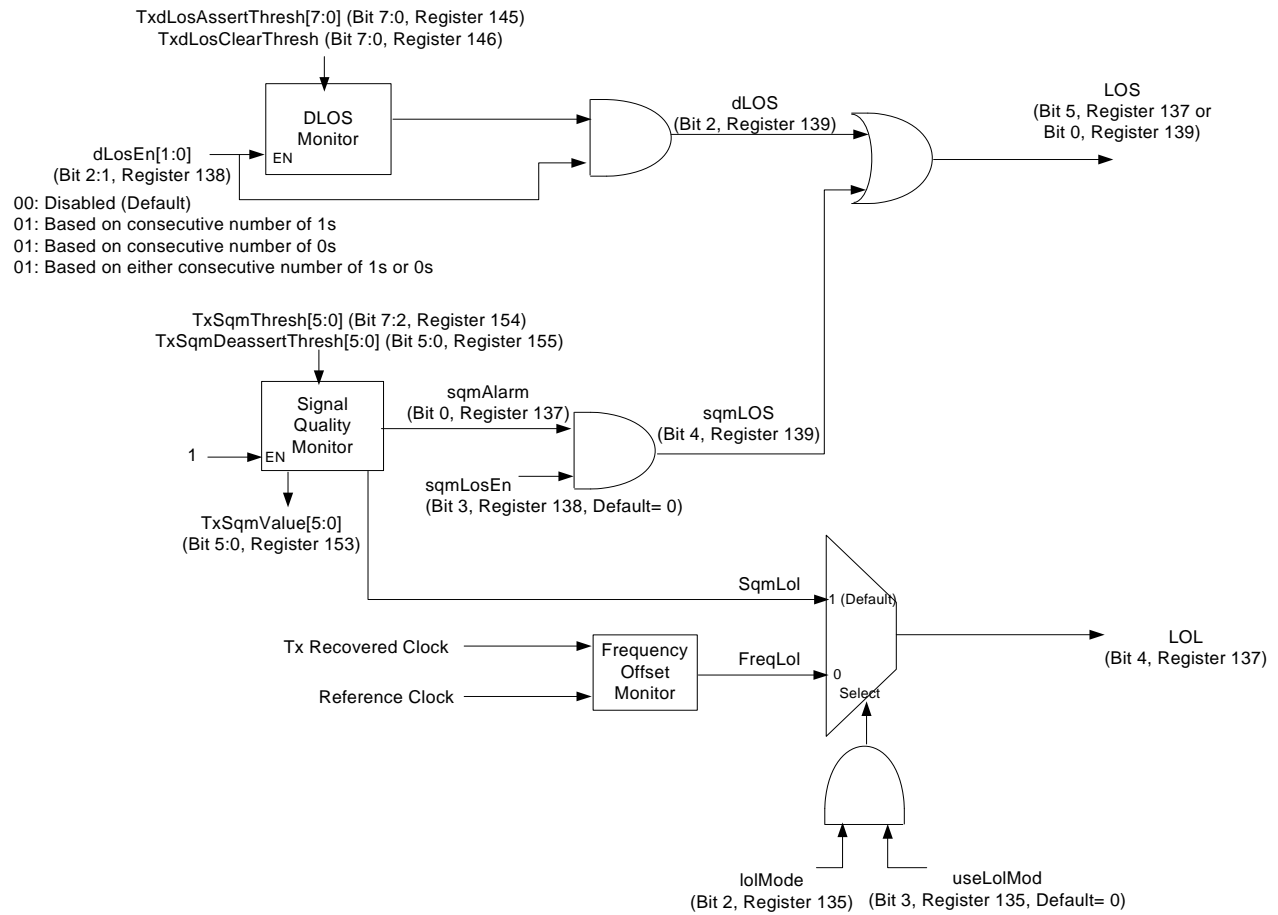 TxdLosAssertThresh[7:0] (Bit 7:0, Register 145)
TxdLosClearThresh (Bit 7:0, Register 146)
DLOS
Monitor
EN
dLosEn[1:0]
(Bit 2:1, Register 138)
00: Disabled (Default)
01: Based on consecutive number of 1s
01: Based on consecutive number of 0s
01: Based on either consecutive number of 1s or 0s
dLOS
(Bit 2, Register 139)
LOS
(Bit 5, Register 137 or
Bit 0, Register 139)
TxSqmThresh[5:0] (Bit 7:2, Register 154)
TxSqmDeassertThresh[5:0] (Bit 5:0, Register 155)
Signal
Quality
Monitor
EN
1
sqmAlarm
(Bit 0, Register 137)
sqmLosEn
(Bit 3, Register 138, Default= 0)
sqmLOS
(Bit 4, Register 139)
TxSqmValue[5:0]
(Bit 5:0, Register 153)
SqmLol
1 (Default)
Tx Recovered Clock
Reference Clock
Frequency
Offset
Monitor
FreqLol
0
Select
LOL
(Bit 4, Register 137)
lolMode
(Bit 2, Register 135)
useLolMod
(Bit 3, Register 135, Default= 0)